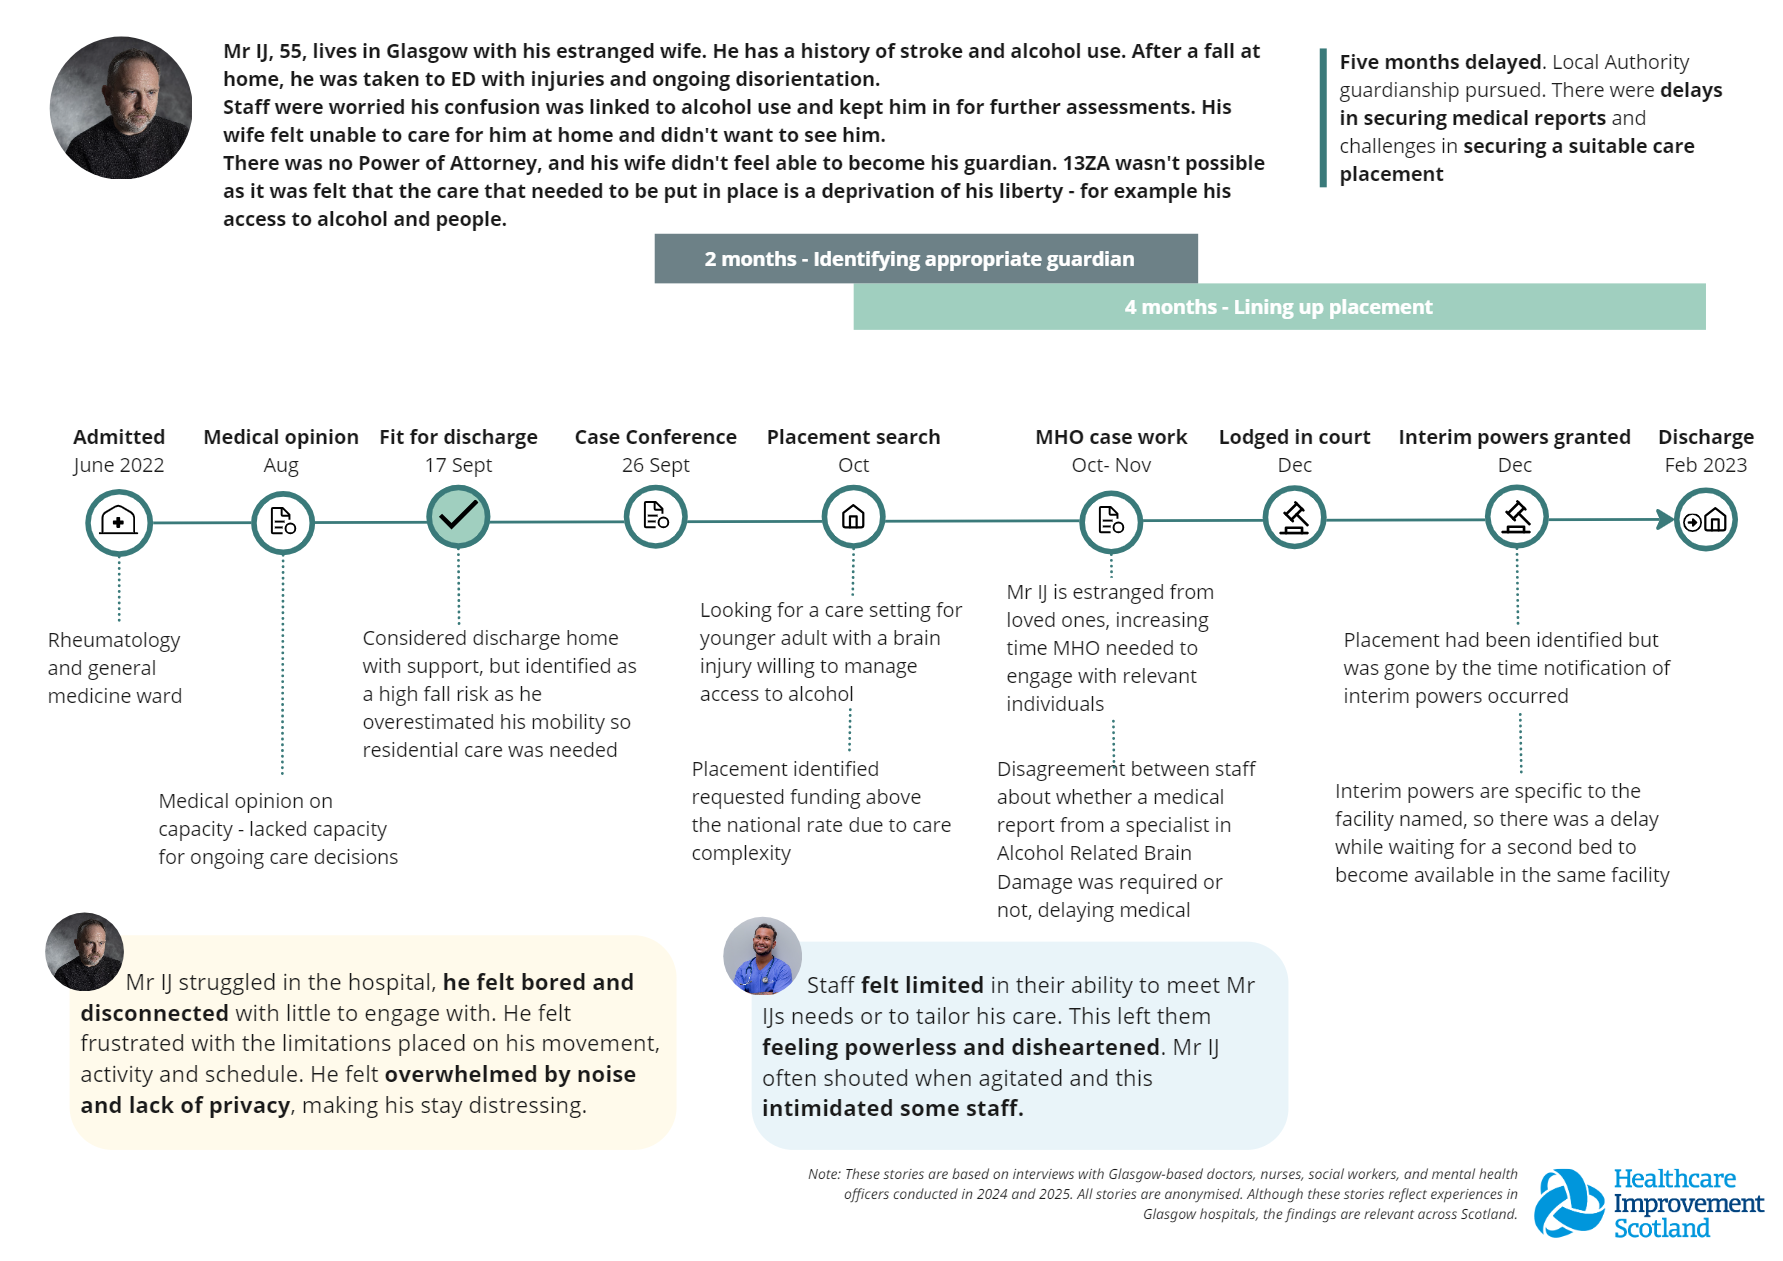 Mr IJ, 55, lives in Glasgow with his estranged wife. He has a history of stroke and alcohol use. After a fall at
home, he was taken to ED with injuries and ongoing disorientation.
Staff were worried his confusion was linked to alcohol use and kept him in for further assessments. His
wife felt unable to care for him at home and didn't want to see him.
There was no Power of Attorney, and his wife didn't feel able to become his guardian. 13ZA wasn't possible
as it was felt that the care that needed to be put in place is a deprivation of his liberty - for example his
access to alcohol and people.
Five months delayed. Local Authority
guardianship pursued. There were delays
in securing medical reports and
challenges in securing a suitable care
placement
2 months - Identifying appropriate guardian
4 months - Lining up placement
Admitted
June 2022
Medical opinion
Aug
Fit for discharge
17 Sept
Case Conference
26 Sept
Placement search
Oct
MHO case work
Oct- Nov
Lodged in court
Dec
Interim powers granted
Dec
Discharge
Feb 2023
Rheumatology
and general
medicine ward
Medical opinion on
capacity - lacked capacity
for ongoing care decisions
Considered discharge home
with support, but identified as
a high fall risk as he
overestimated his mobility so
residential care was needed
Looking for a care setting for
younger adult with a brain
injury willing to manage
access to alcohol
Placement identified
requested funding above
the national rate due to care
complexity
Mr IJ is estranged from
loved ones, increasing
time MHO needed to
engage with relevant
individuals
Disagreement between staff
about whether a medical
report from a specialist in
Alcohol Related Brain
Damage was required or
not, delaying medical
Placement had been identified but
was gone by the time notification of
interim powers occurred
Interim powers are specific to the
facility named, so there was a delay
while waiting for a second bed to
become available in the same facility
Mr IJ struggled in the hospital, he felt bored and
disconnected with little to engage with. He felt
frustrated with the limitations placed on his movement,
activity and schedule. He felt overwhelmed by noise
and lack of privacy, making his stay distressing.
Staff felt limited in their ability to meet Mr
IJs needs or to tailor his care. This left them
feeling powerless and disheartened. Mr IJ
often shouted when agitated and this
intimidated some staff.
Note: These stories are based on interviews with Glasgow-based doctors, nurses, social workers, and mental health
officers conducted in 2024 and 2025. All stories are anonymised. Although these stories reflect experiences in
Glasgow hospitals, the findings are relevant across Scotland.
Healthcare
Improvement
Scotland